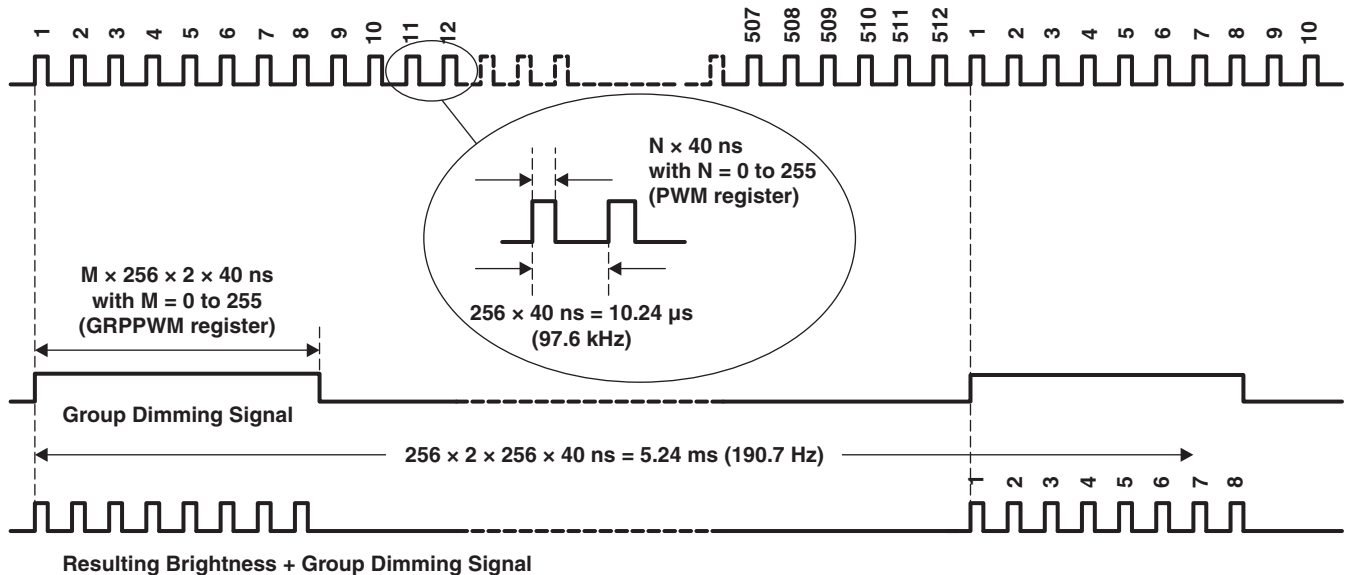 1 2 3 4 5 6 7 8 9 10 11 12 507 508 509 510 511 512 1 2 3 4 5 6 7 8 9 10
N × 40 ns
with N = 0 to 255
(PWM register)
256 × 40 ns = 10.24 µs
(97.6 kHz)
M × 256 × 2 × 40 ns
with M = 0 to 255
(GRPPWM register)
Group Dimming Signal
256 × 2 × 256 × 40 ns = 5.24 ms (190.7 Hz)
1 2 3 4 5 6 7 8
Resulting Brightness + Group Dimming Signal